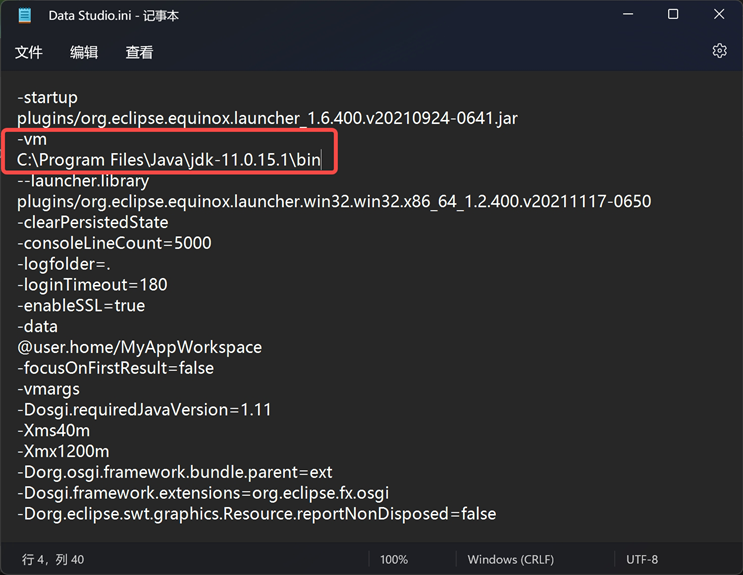 Data Studio.ini - 记事本
文件 编辑 查看
-startup
plugins/org.eclipse.equinox.launcher_1.6.400.v20210924-0641.jar
-vm
C:\Program Files\Java\jdk-11.0.15.1\bin
--launcher.library
plugins/org.eclipse.equinox.launcher.win32.win32.x86_64_1.2.400.v20211117-0650
-clearPersistedState
-consoleLineCount=5000
-logfolder=.
-loginTimeout=180
-enableSSL=true
-data
@user.home/MyAppWorkspace
-focusOnFirstResult=false
-vmargs
-Dosgi.requiredJavaVersion=1.11
-Xms40m
-Xmx1200m
-Dorg.osgi.framework.bundle.parent=ext
-Dosgi.framework.extensions=org.eclipse.fx.osgi
-Dorg.eclipse.swt.graphics.Resource.reportNonDisposed=false
行 4，列 40 100% Windows (CRLF) UTF-8